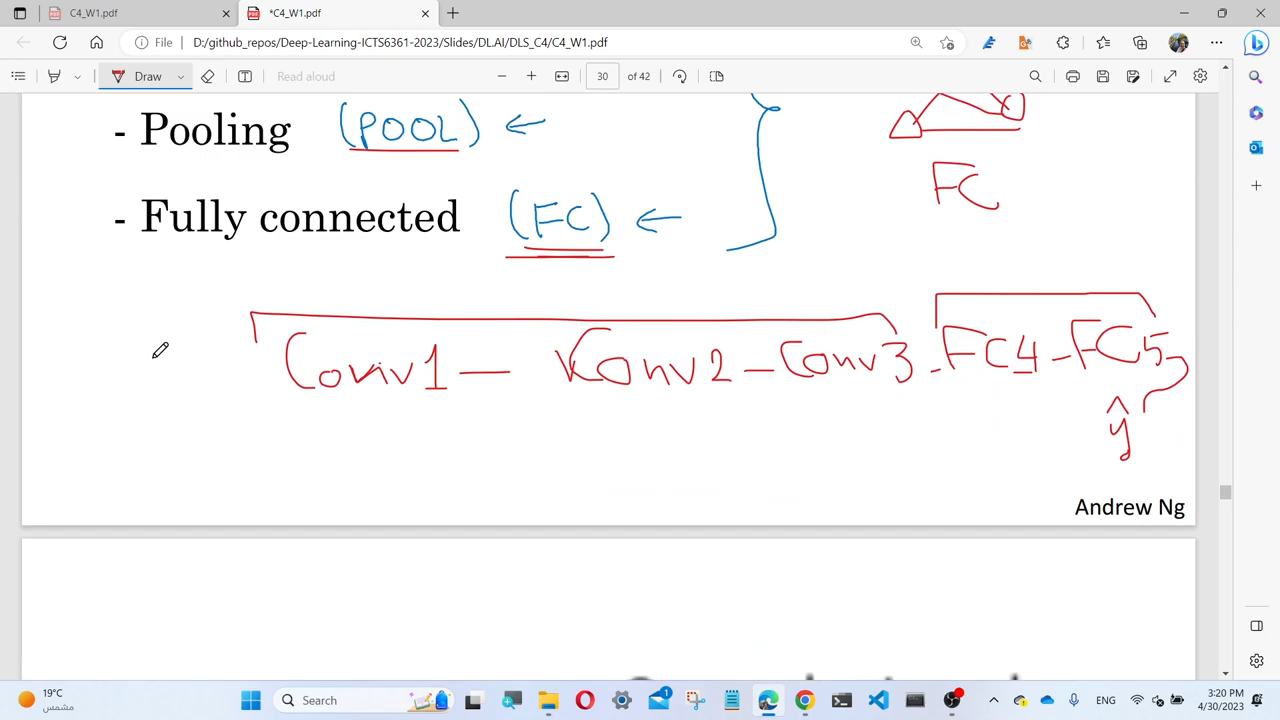 C4_W1.pdf
*C4_W1.pdf
File
D:/github_repos/Deep-Learning-ICTS6361-2023/Slides/DL.AI/DLS_C4/C4_W1.pdf
Draw
Read aloud
30 of 42
- Pooling (POOL) ←
FC
- Fully connected (FC) ←
Conv1 — Conv2 - Conv3 - FC4 - FC5
ŷ
Andrew Ng
19°C
مشمس
Search
1
ENG
3:20 PM
4/30/2023